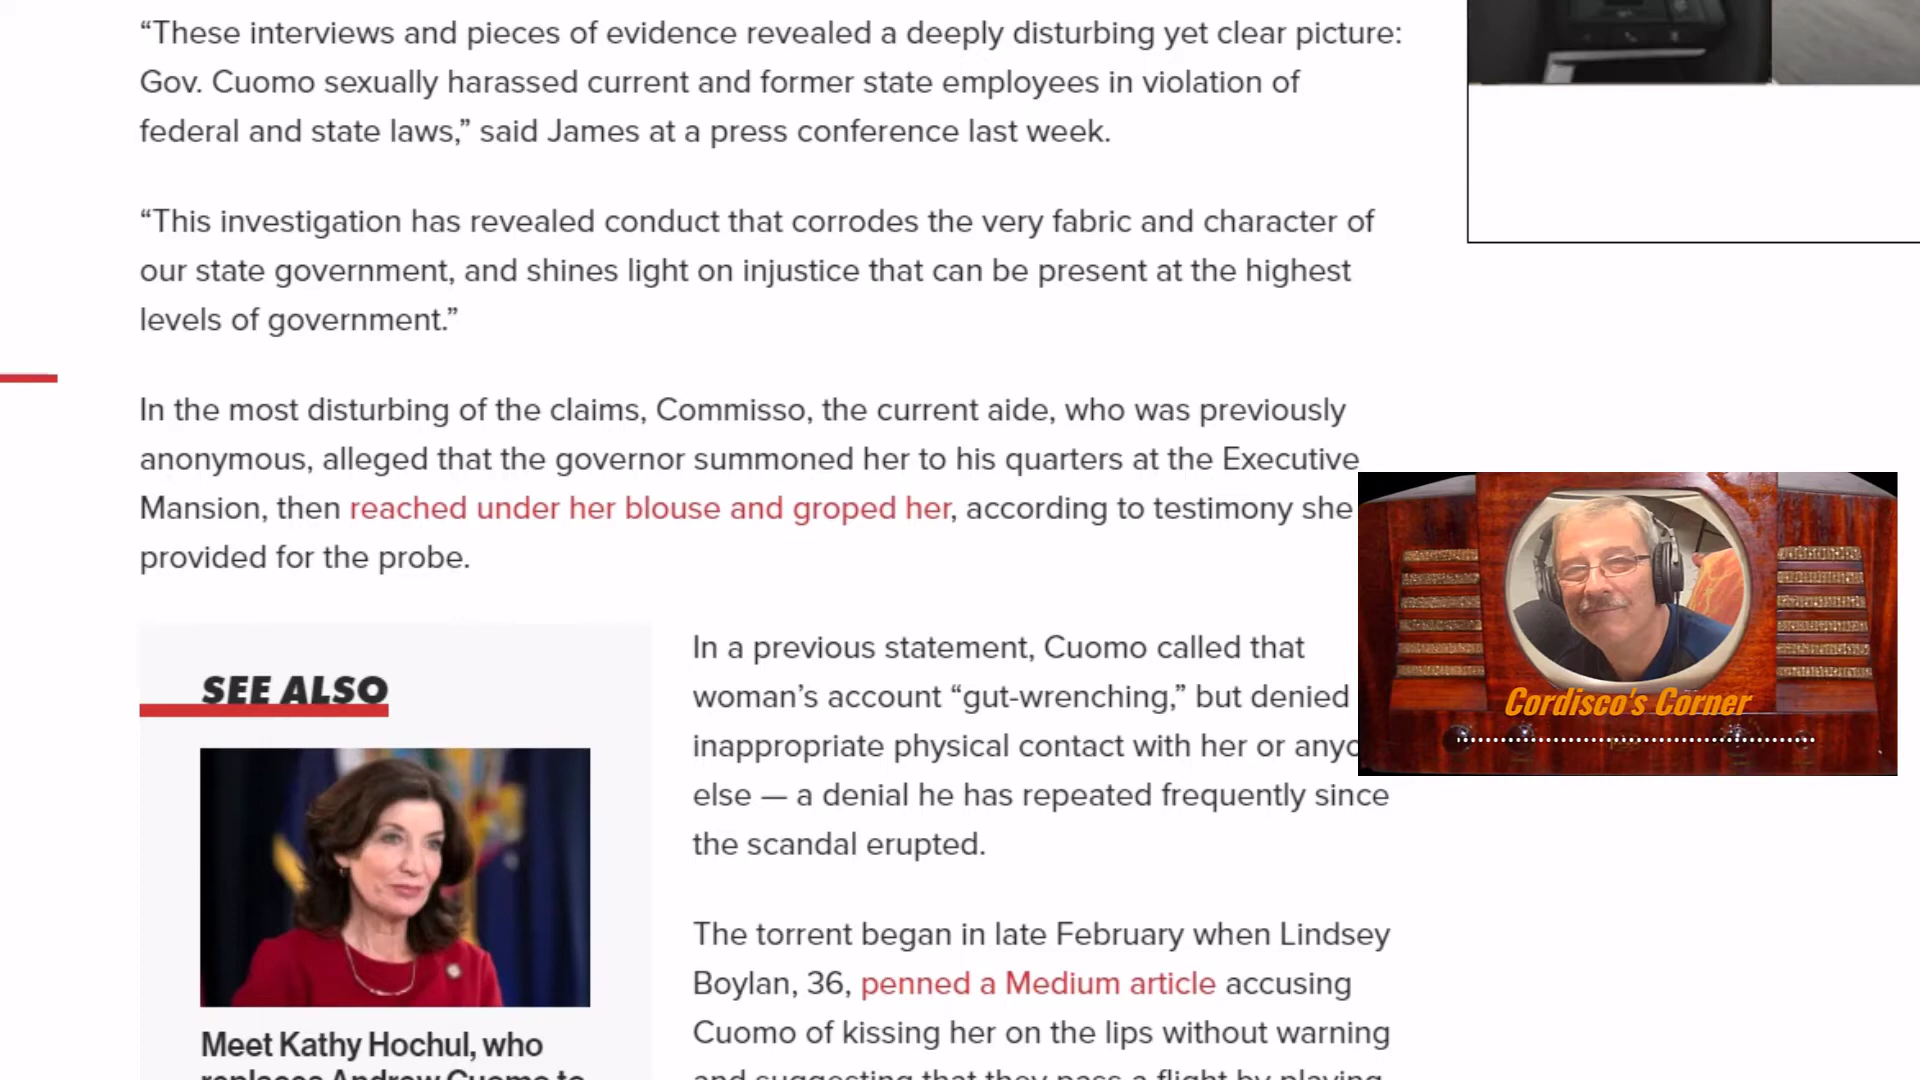 “These interviews and pieces of evidence revealed a deeply disturbing yet clear picture:
Gov. Cuomo sexually harassed current and former state employees in violation of
federal and state laws,” said James at a press conference last week.
“This investigation has revealed conduct that corrodes the very fabric and character of
our state government, and shines light on injustice that can be present at the highest
levels of government.”
In the most disturbing of the claims, Commisso, the current aide, who was previously
anonymous, alleged that the governor summoned her to his quarters at the Executive
Mansion, then reached under her blouse and groped her, according to testimony she
provided for the probe.
SEE ALSO
Meet Kathy Hochul, who
replaces Andrew Cuomo to
In a previous statement, Cuomo called that
woman’s account “gut-wrenching,” but denied
inappropriate physical contact with her or
else — a denial he has repeated frequently since
the scandal erupted.
The torrent began in late February when Lindsey
Boylan, 36, penned a Medium article accusing
Cuomo of kissing her on the lips without warning
and suggesting that they pass a flight by playing
Cordisco's Corner